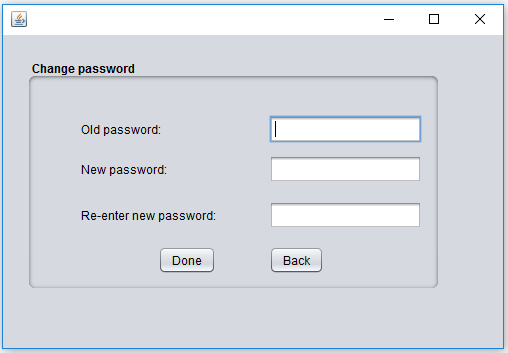 Change password
Old password:
New password:
Re-enter new password:
Done Back